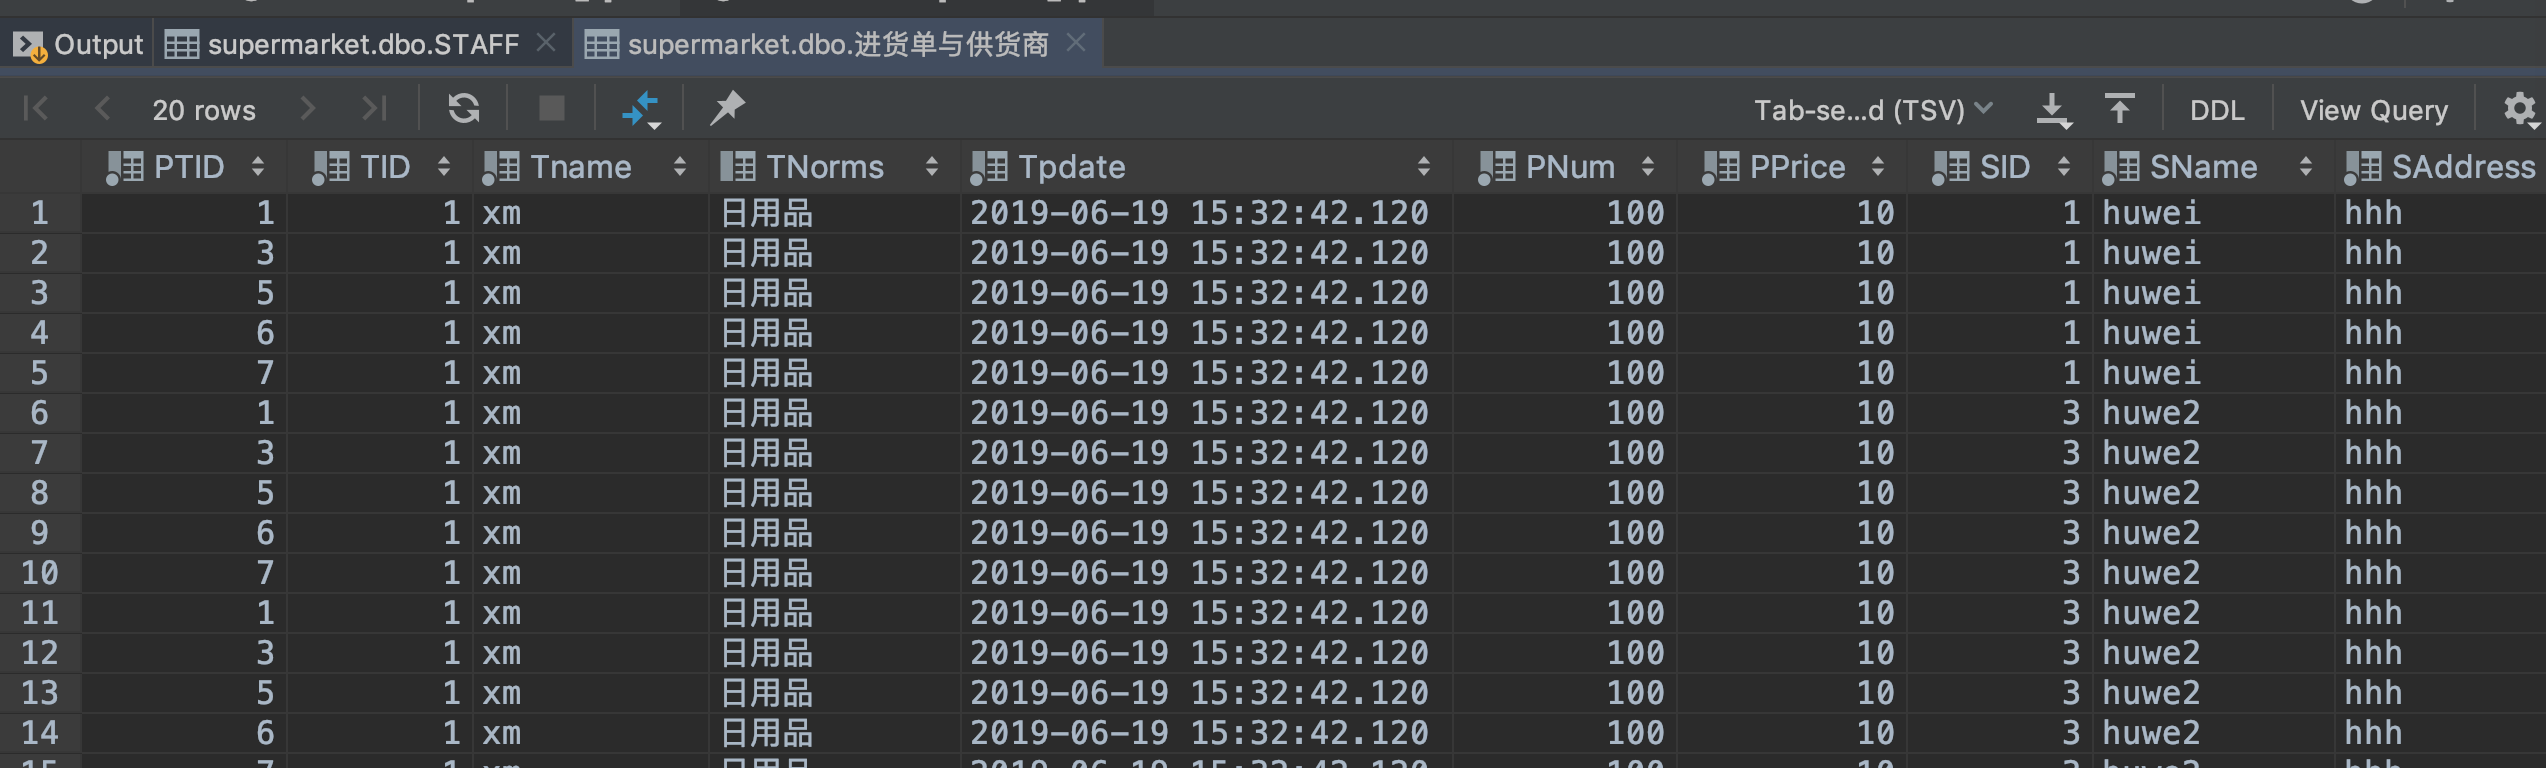 Output supermarket.dbo.STAFF supermarket.dbo.进货单与供货商
20 rows Tab-se...d (TSV) DDL View Query
PTID TID Tname TNorms Tpdate PNum PPrice SID SName SAddress
1 1 1 xm 日用品 2019-06-19 15:32:42.120 100 10 1 huwei hhh
2 3 1 xm 日用品 2019-06-19 15:32:42.120 100 10 1 huwei hhh
3 5 1 xm 日用品 2019-06-19 15:32:42.120 100 10 1 huwei hhh
4 6 1 xm 日用品 2019-06-19 15:32:42.120 100 10 1 huwei hhh
5 7 1 xm 日用品 2019-06-19 15:32:42.120 100 10 1 huwei hhh
6 1 1 xm 日用品 2019-06-19 15:32:42.120 100 10 3 huwe2 hhh
7 3 1 xm 日用品 2019-06-19 15:32:42.120 100 10 3 huwe2 hhh
8 5 1 xm 日用品 2019-06-19 15:32:42.120 100 10 3 huwe2 hhh
9 6 1 xm 日用品 2019-06-19 15:32:42.120 100 10 3 huwe2 hhh
10 7 1 xm 日用品 2019-06-19 15:32:42.120 100 10 3 huwe2 hhh
11 1 1 xm 日用品 2019-06-19 15:32:42.120 100 10 3 huwe2 hhh
12 3 1 xm 日用品 2019-06-19 15:32:42.120 100 10 3 huwe2 hhh
13 5 1 xm 日用品 2019-06-19 15:32:42.120 100 10 3 huwe2 hhh
14 6 1 xm 日用品 2019-06-19 15:32:42.120 100 10 3 huwe2 hhh